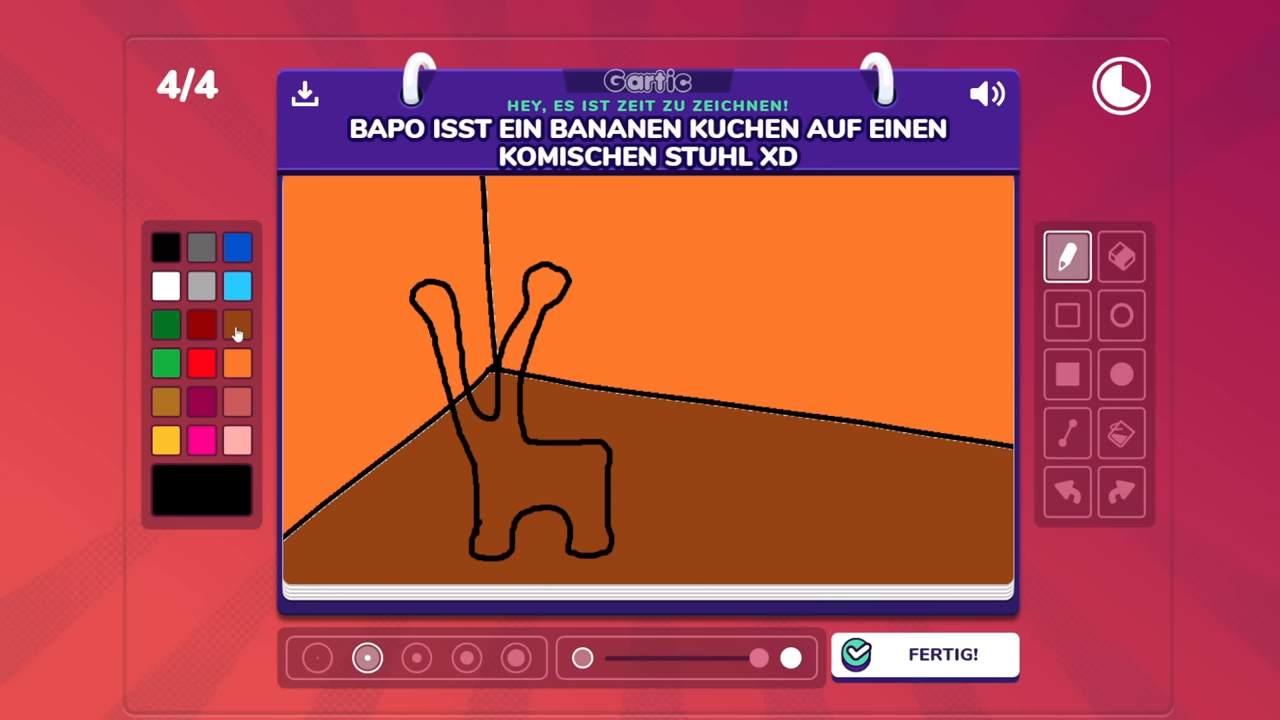 4/4
Gartic
HEY, ES IST ZEIT ZU ZEICHNEN!
BAPO ISST EIN BANANEN KUCHEN AUF EINEN
KOMISCHEN STUHL XD
FERTIG!